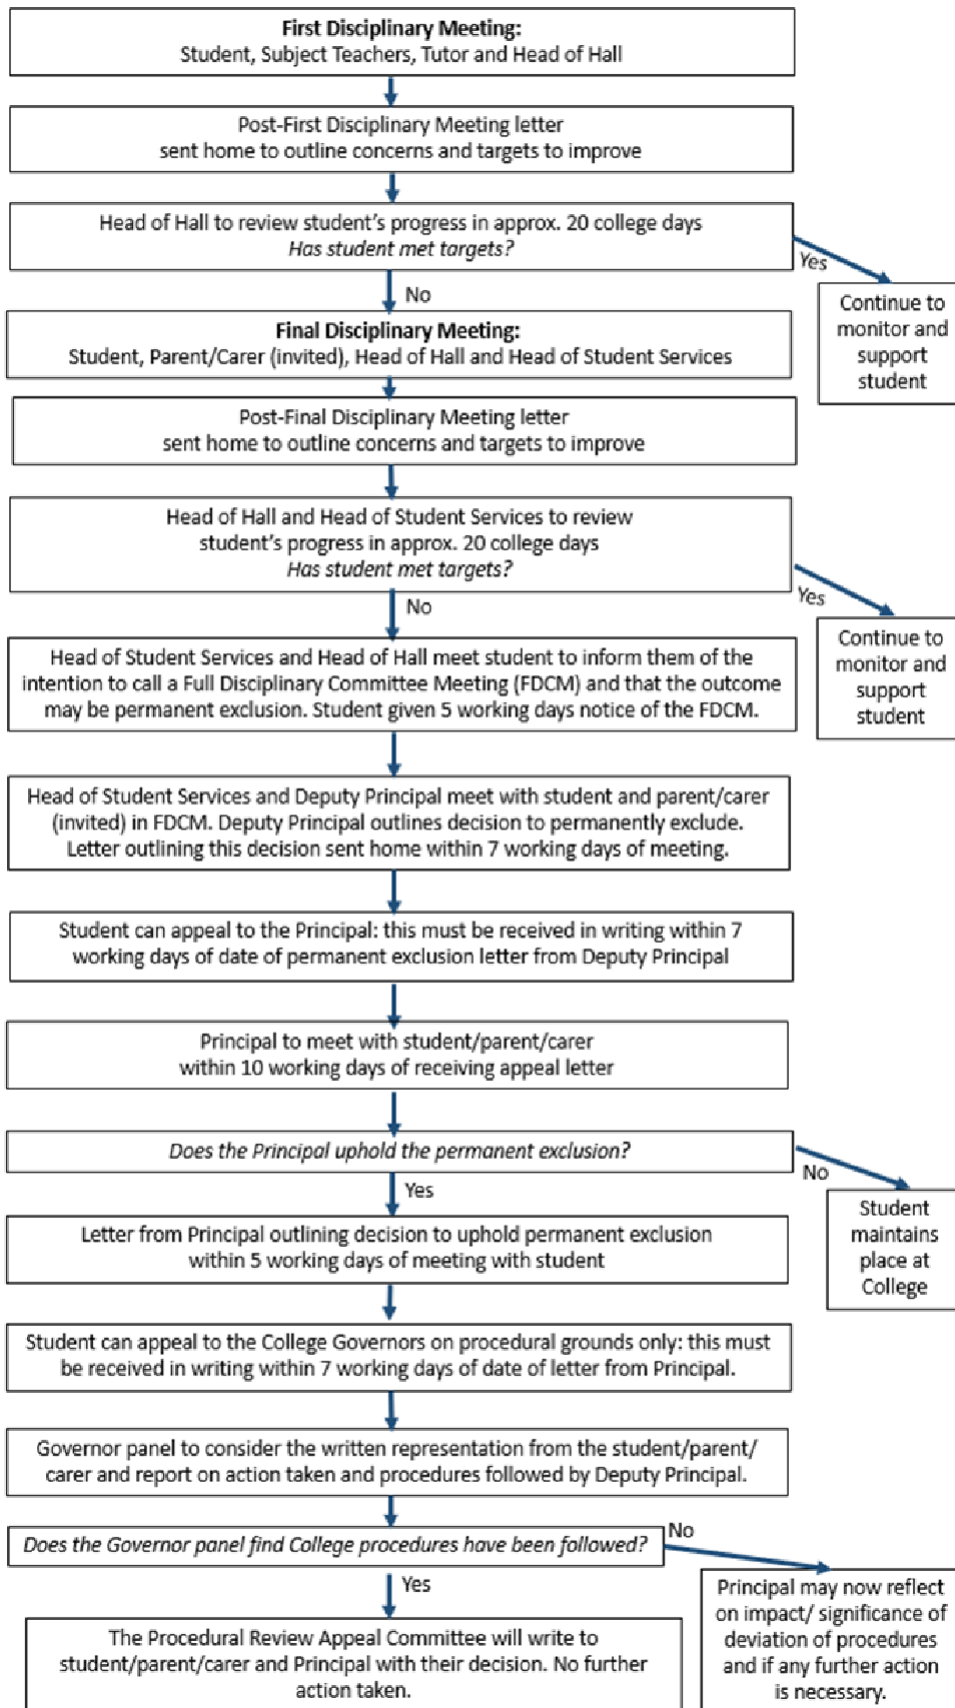 First Disciplinary Meeting:
Student, Subject Teachers, Tutor and Head of Hall
Post-First Disciplinary Meeting letter
sent home to outline concerns and targets to improve
Head of Hall to review student's progress in approx. 20 college days
Has student met targets?
Yes
No
Continue to
monitor and
support
student
Final Disciplinary Meeting:
Student, Parent/Carer (invited), Head of Hall and Head of Student Services
Post-Final Disciplinary Meeting letter
sent home to outline concerns and targets to improve
Head of Hall and Head of Student Services to review
student's progress in approx. 20 college days
Has student met targets?
Yes
No
Continue to
monitor and
support
student
Head of Student Services and Head of Hall meet student to inform them of the
intention to call a Full Disciplinary Committee Meeting (FDCM) and that the outcome
may be permanent exclusion. Student given 5 working days notice of the FDCM.
Head of Student Services and Deputy Principal meet with student and parent/carer
(invited) in FDCM. Deputy Principal outlines decision to permanently exclude.
Letter outlining this decision sent home within 7 working days of meeting.
Student can appeal to the Principal: this must be received in writing within 7
working days of date of permanent exclusion letter from Deputy Principal
Principal to meet with student/parent/carer
within 10 working days of receiving appeal letter
Does the Principal uphold the permanent exclusion?
No
Yes
Student
maintains
place at
College
Letter from Principal outlining decision to uphold permanent exclusion
within 5 working days of meeting with student
Student can appeal to the College Governors on procedural grounds only: this must
be received in writing within 7 working days of date of letter from Principal.
Governor panel to consider the written representation from the student/parent/
carer and report on action taken and procedures followed by Deputy Principal.
Does the Governor panel find College procedures have been followed?
No
Yes
Principal may now reflect
on impact/ significance of
deviation of procedures
and if any further action
is necessary.
The Procedural Review Appeal Committee will write to
student/parent/carer and Principal with their decision. No further
action taken.